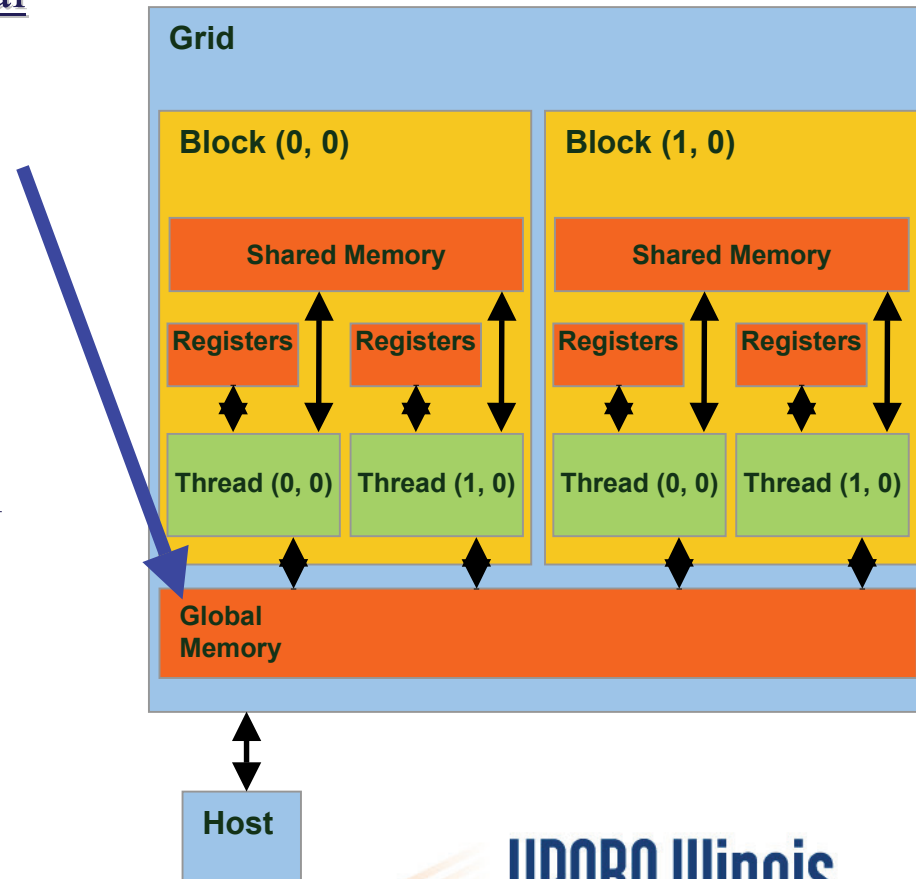 Grid
Block (0, 0)
Block (1, 0)
Shared Memory
Shared Memory
Registers
Registers
Registers
Registers
Thread (0, 0)
Thread (1, 0)
Thread (0, 0)
Thread (1, 0)
Global
Memory
Host
Illinois